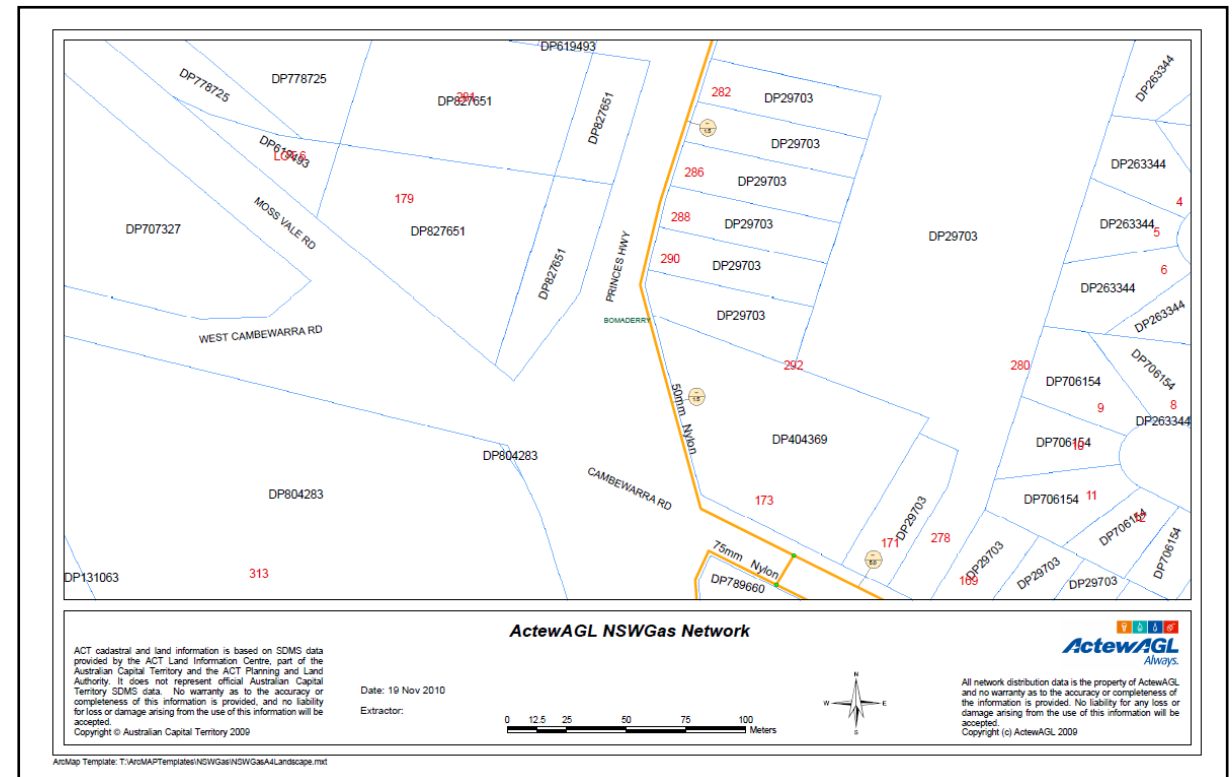 DP619493
DP263344
DP778725
DP778725
DP827651
282
DP29703
DP827651
DP29703
DP619493
DP263344
286
DP29703
179
4
MOSS VALE RD
288
DP29703
DP263344
5
DP707327
DP827651
DP29703
PRINCES HWY
290
DP29703
6
DP827651
DP263344
DP263344
BOMADERRY
DP29703
WEST CAMBEWARRA RD
292
280
DP706154
DP706154
50mm Nylon
9
8
DP263344
DP404369
DP706154
10
DP804283
CAMBEWARRA RD
DP804283
173
DP706154
11
DP29703
DP706154
12
171
278
DP706154
75mm Nylon
DP29703
DP131063
313
DP789660
169
DP29703
DP29703
ActewAGL NSWGas Network
ACT cadastral and land information is based on SDMS data
provided by the ACT Land Information Centre, part of the
Australian Capital Territory and the ACT Planning and Land
Authority. It does not represent official Australian Capital
Territory SDMS data. No warranty as to the accuracy or
completeness of this information is provided, and no liability
for loss or damage arising from the use of this information will be
accepted.
Copyright © Australian Capital Territory 2009
Date: 19 Nov 2010
Extractor:
0 12.5 25 50 75 100
Meters
N
W E
S
ActewAGL
Always.
All network distribution data is the property of ActewAGL
and no warranty as to the accuracy or completeness of
the information is provided. No liability for any loss or
damage arising from the use of this information will be
accepted.
Copyright (c) ActewAGL 2009
ArcMap Template: T:\ArcMAPTemplates\NSWGas\NSWGasA4Landscape.mxt